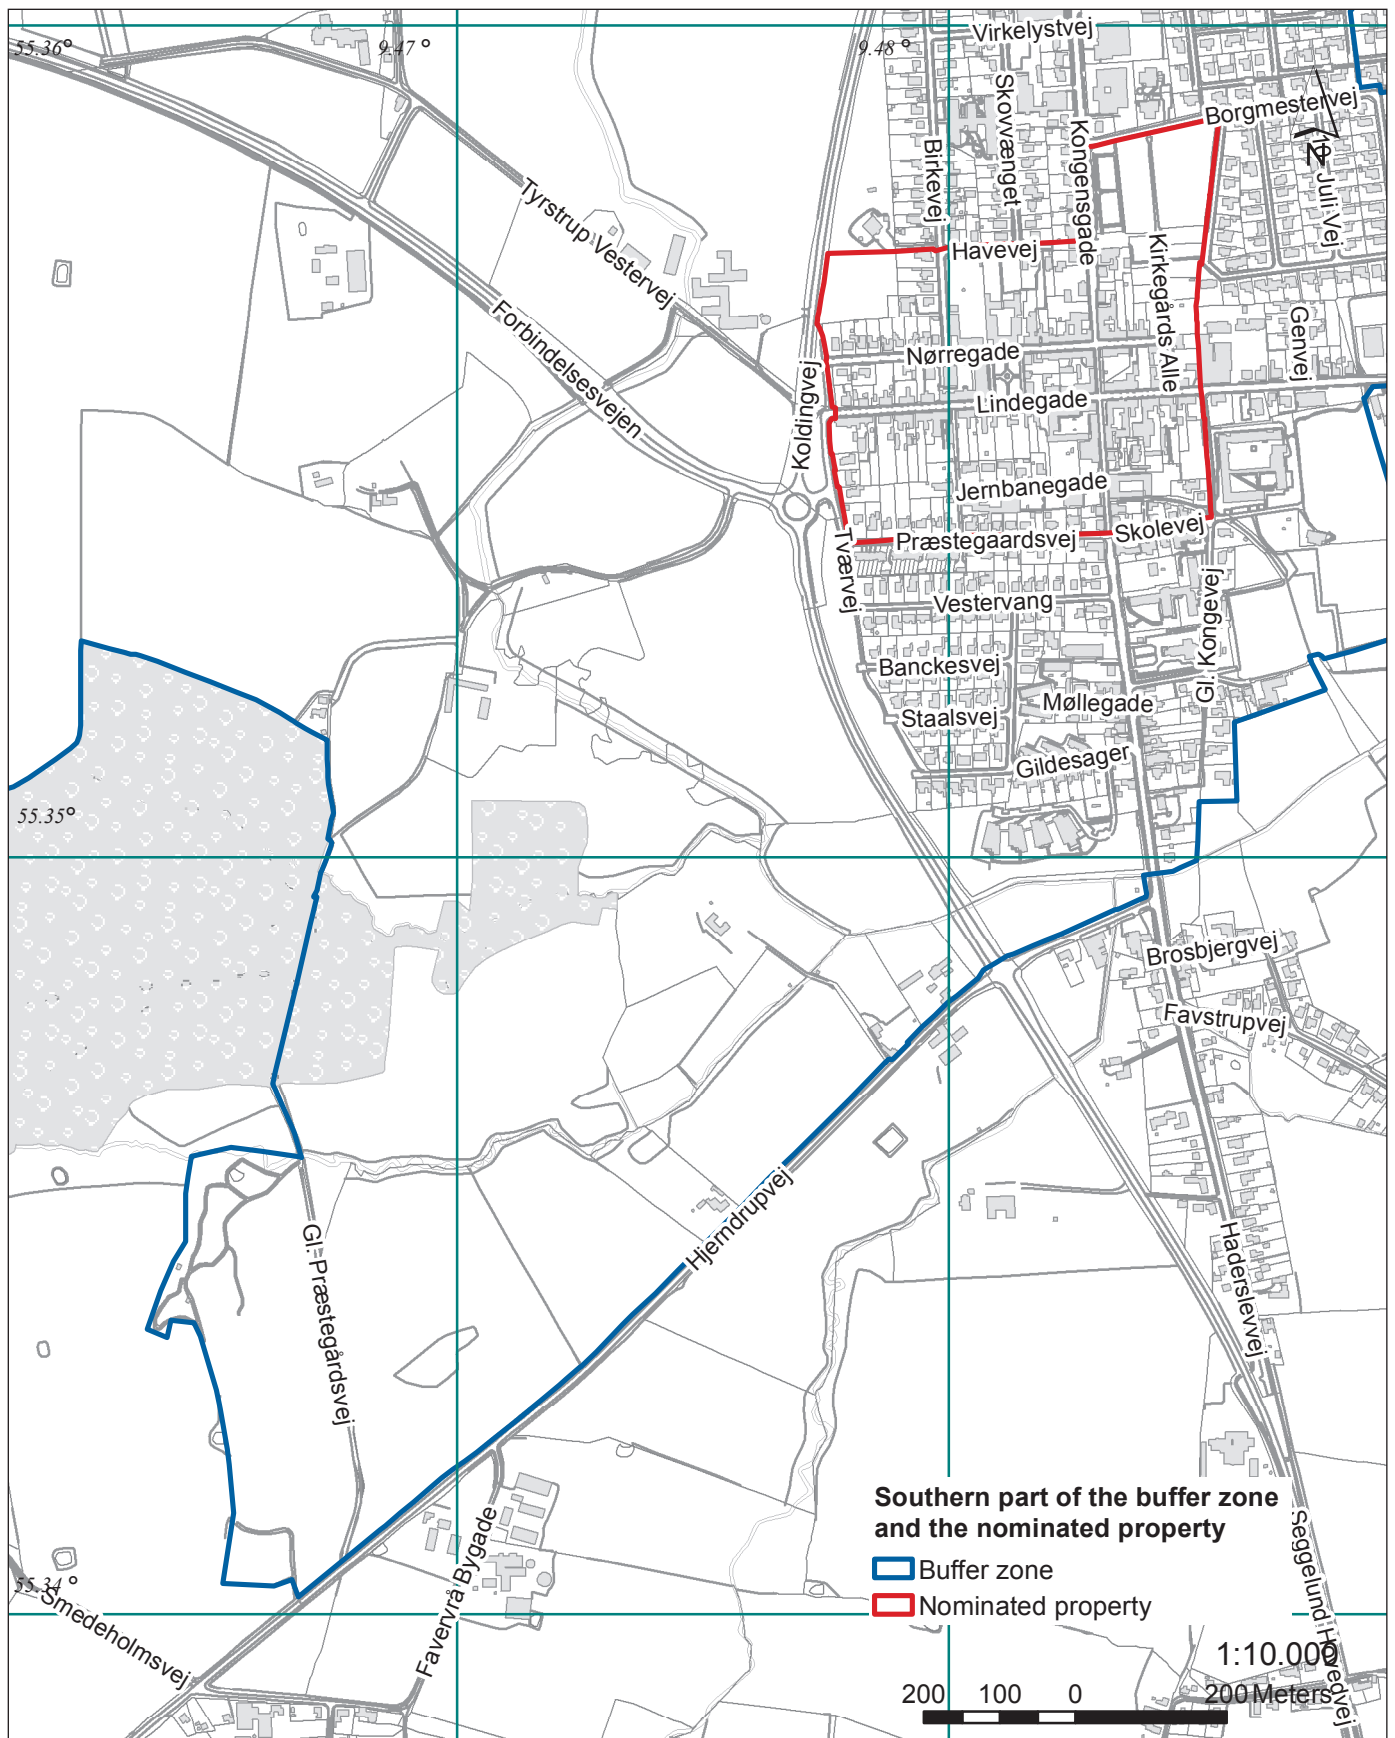 55.36°
9.47°
9.48°
Virkelystvej
Skovvænget
Borgmestervej
Kongensgade
Birkevej
10. Juli Vej
N
Tyrstrup Vestervej
Havevej
Kirkegårds Alle
Forbindelsesvejen
Genvej
Nørregade
Koldingvej
Lindegade
Jernbanegade
Skolevej
Præstegaardsvej
Tværvej
Vestervang
Gl. Kongevej
Banckesvej
Møllegade
Staalsvej
Gildesager
55.35°
Brosbjergvej
Favstrupvej
Hjerndrupvej
Gl. Præstegårdsvej
Haderslevvej
Southern part of the buffer zone
and the nominated property
Buffer zone
Nominated property
Seggelund Hovedvej
Favervrå Bygade
55.34°
Smedeholmsvej
1:10.000
200 100 0 200 Meters